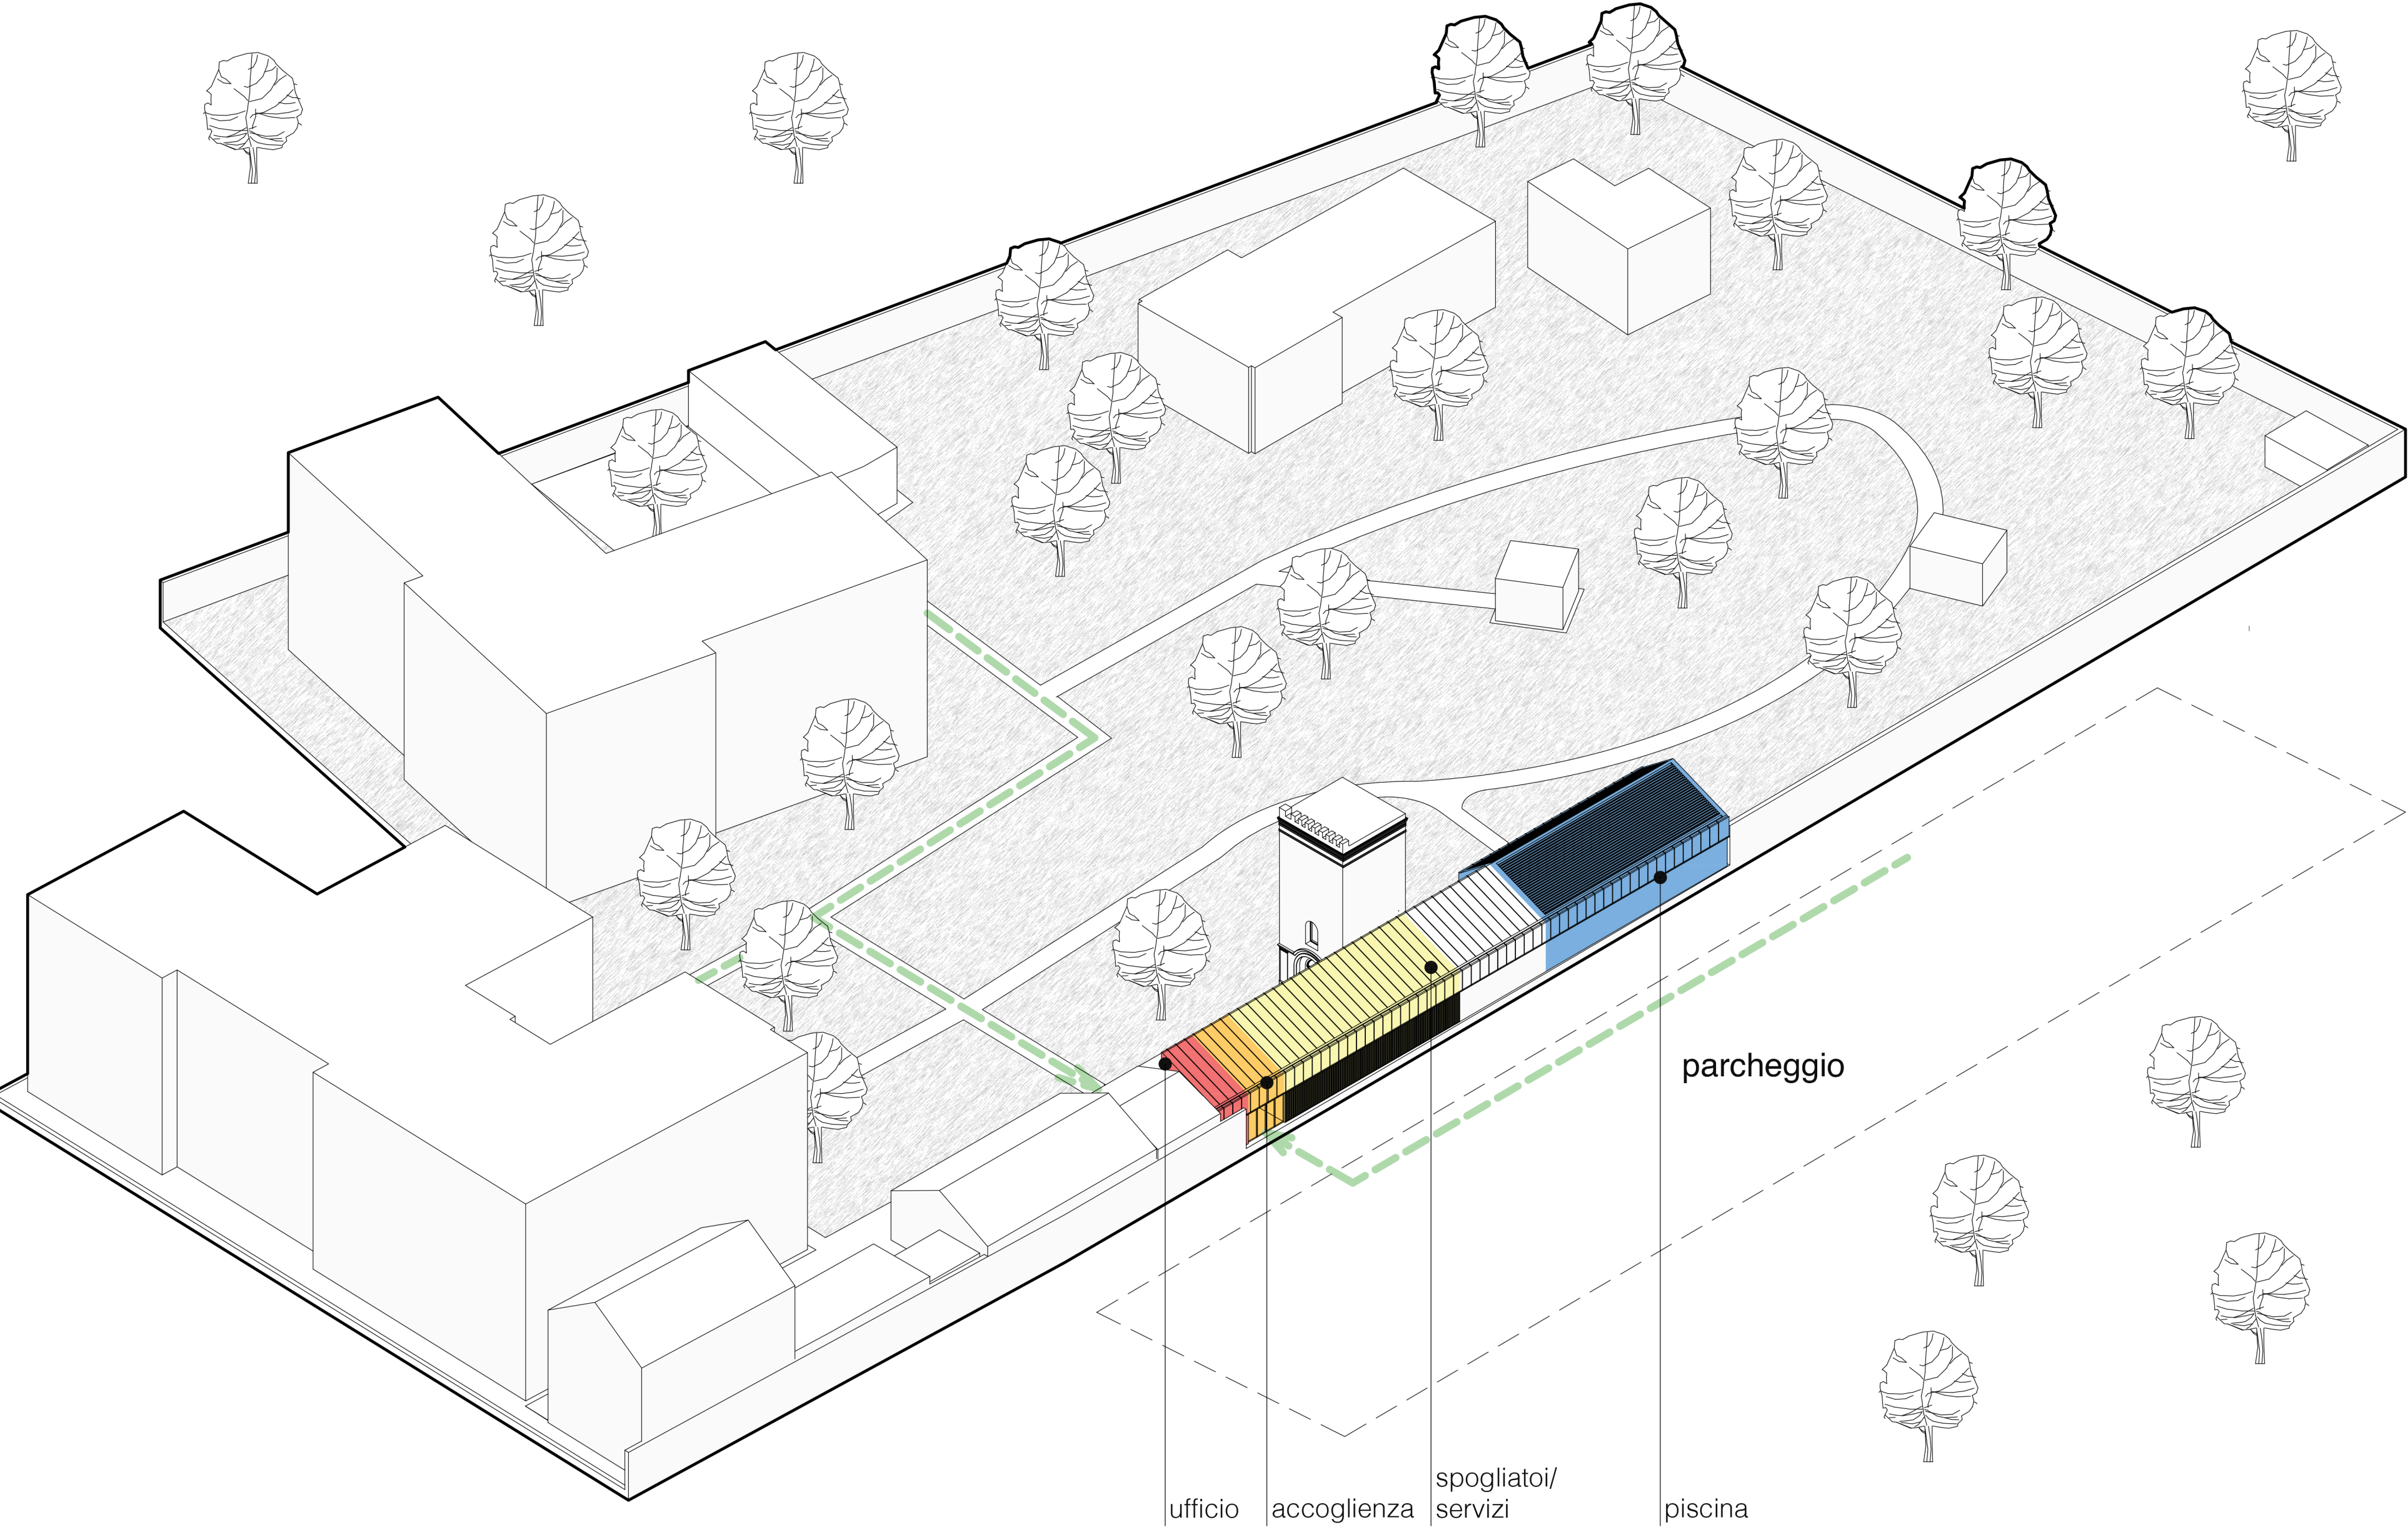 parcheggio
ufficio
accoglienza
spogliatoi/
servizi
piscina